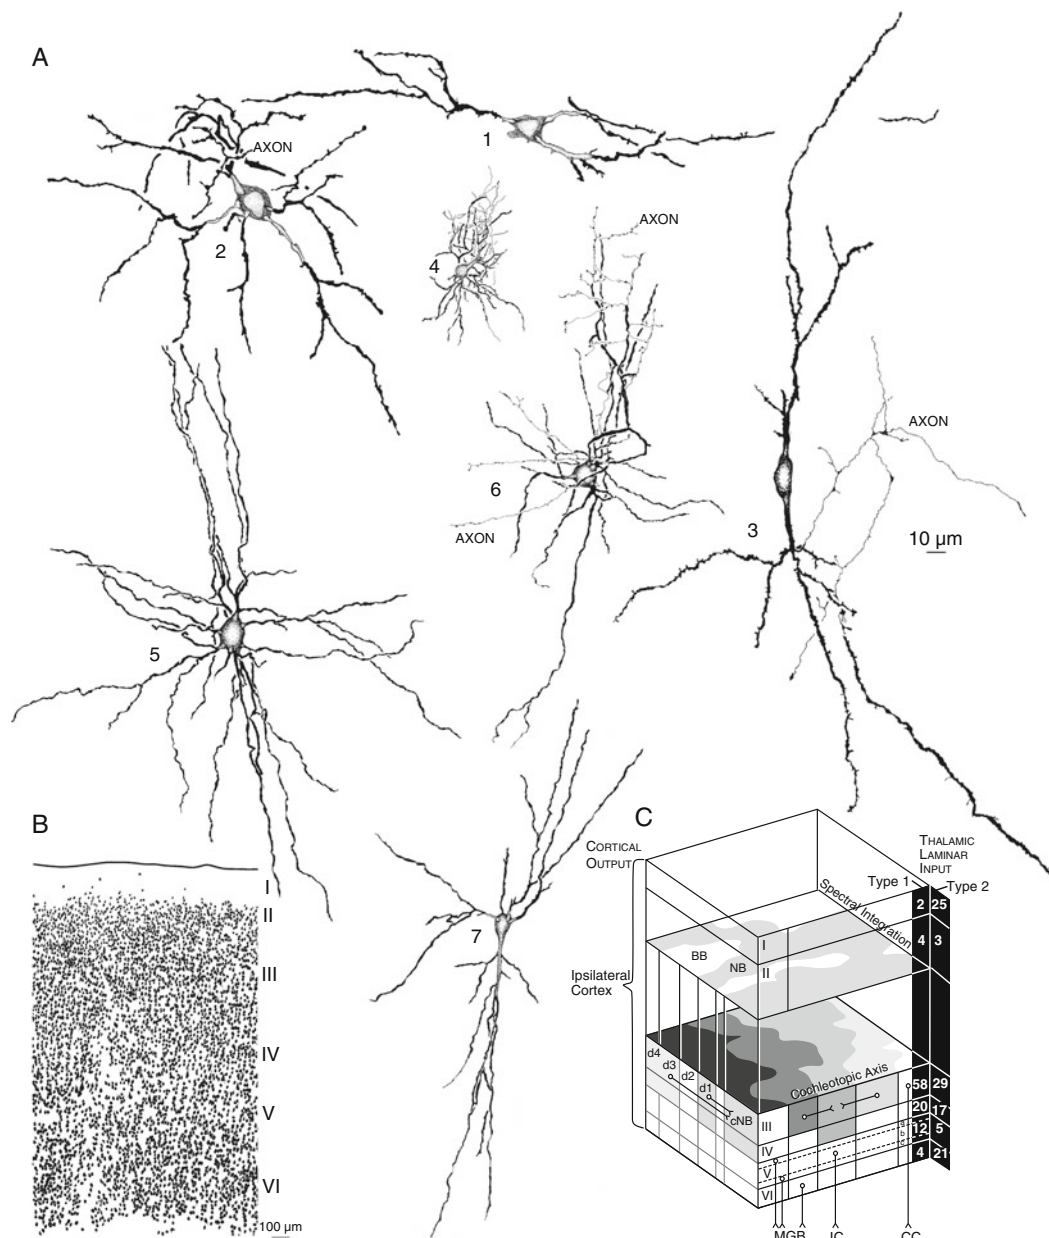 A
1
AXON
2
4
AXON
AXON
6
AXON
3
10 µm
5
7
B
I
II
III
IV
V
VI
100 µm
C
CORTICAL
OUTPUT
THALAMIC
LAMINAR
INPUT
Type 1
Type 2
Spectral Integration
2 25
4 3
I
II
BB
NB
Ipsilateral
Cortex
d4
d3
d2
d1
cNB
Cochleotopic Axis
58 29
20 17
12 5
4 21
III
IV
V
VI
a
b
c
MGB
IC
CC